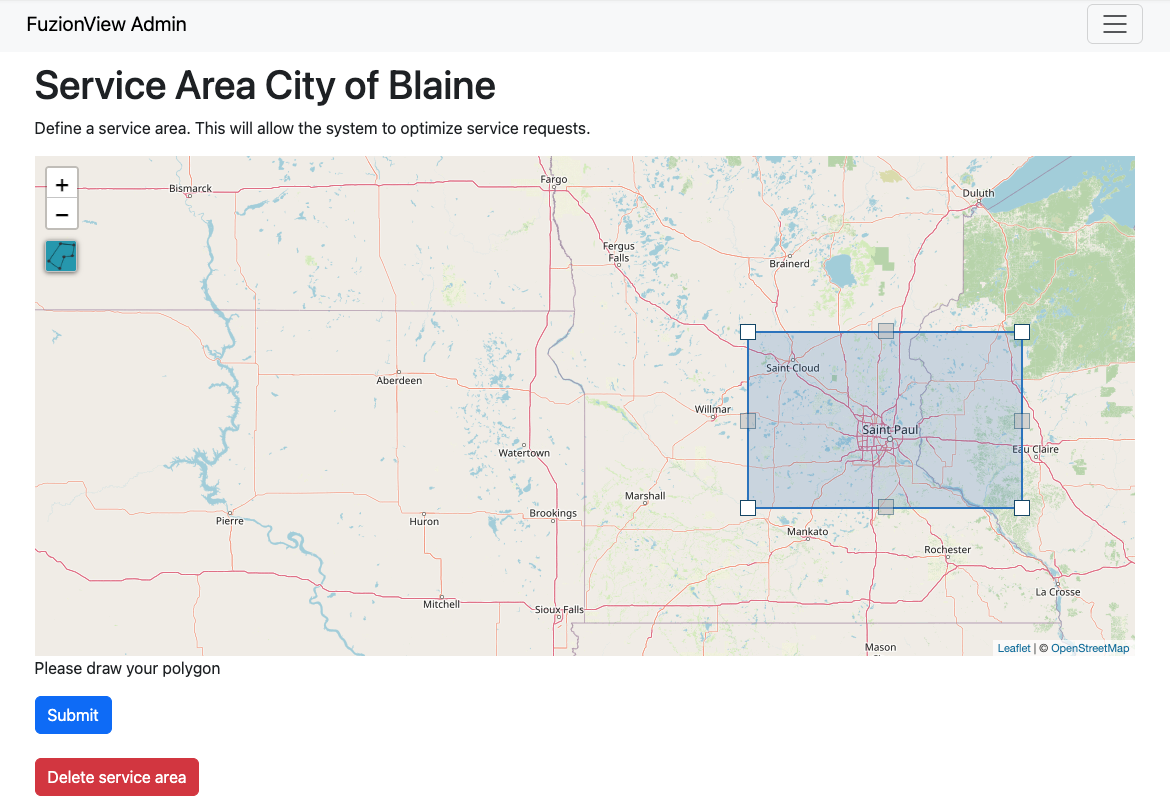 FuzionView Admin
Service Area City of Blaine
Define a service area. This will allow the system to optimize service requests.
+
−
Bismarck
Fargo
Duluth
Fergus
Falls
Brainerd
Saint Cloud
Aberdeen
Willmar
Saint Paul
Watertown
Eau Claire
Marshall
Pierre
Huron
Brookings
Mankato
Rochester
Mitchell
Sioux Falls
La Crosse
Mason
Leaflet | © OpenStreetMap
Please draw your polygon
Submit
Delete service area